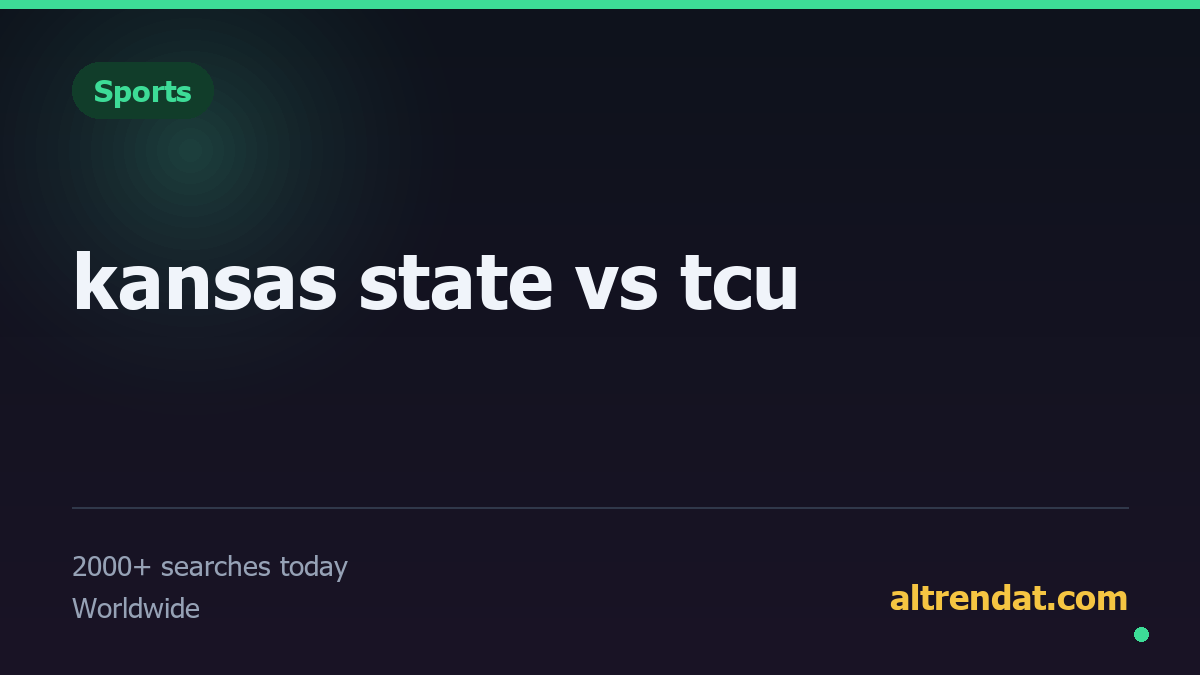 Sports
kansas state vs tcu
2000+ searches today
Worldwide
altrendat.com